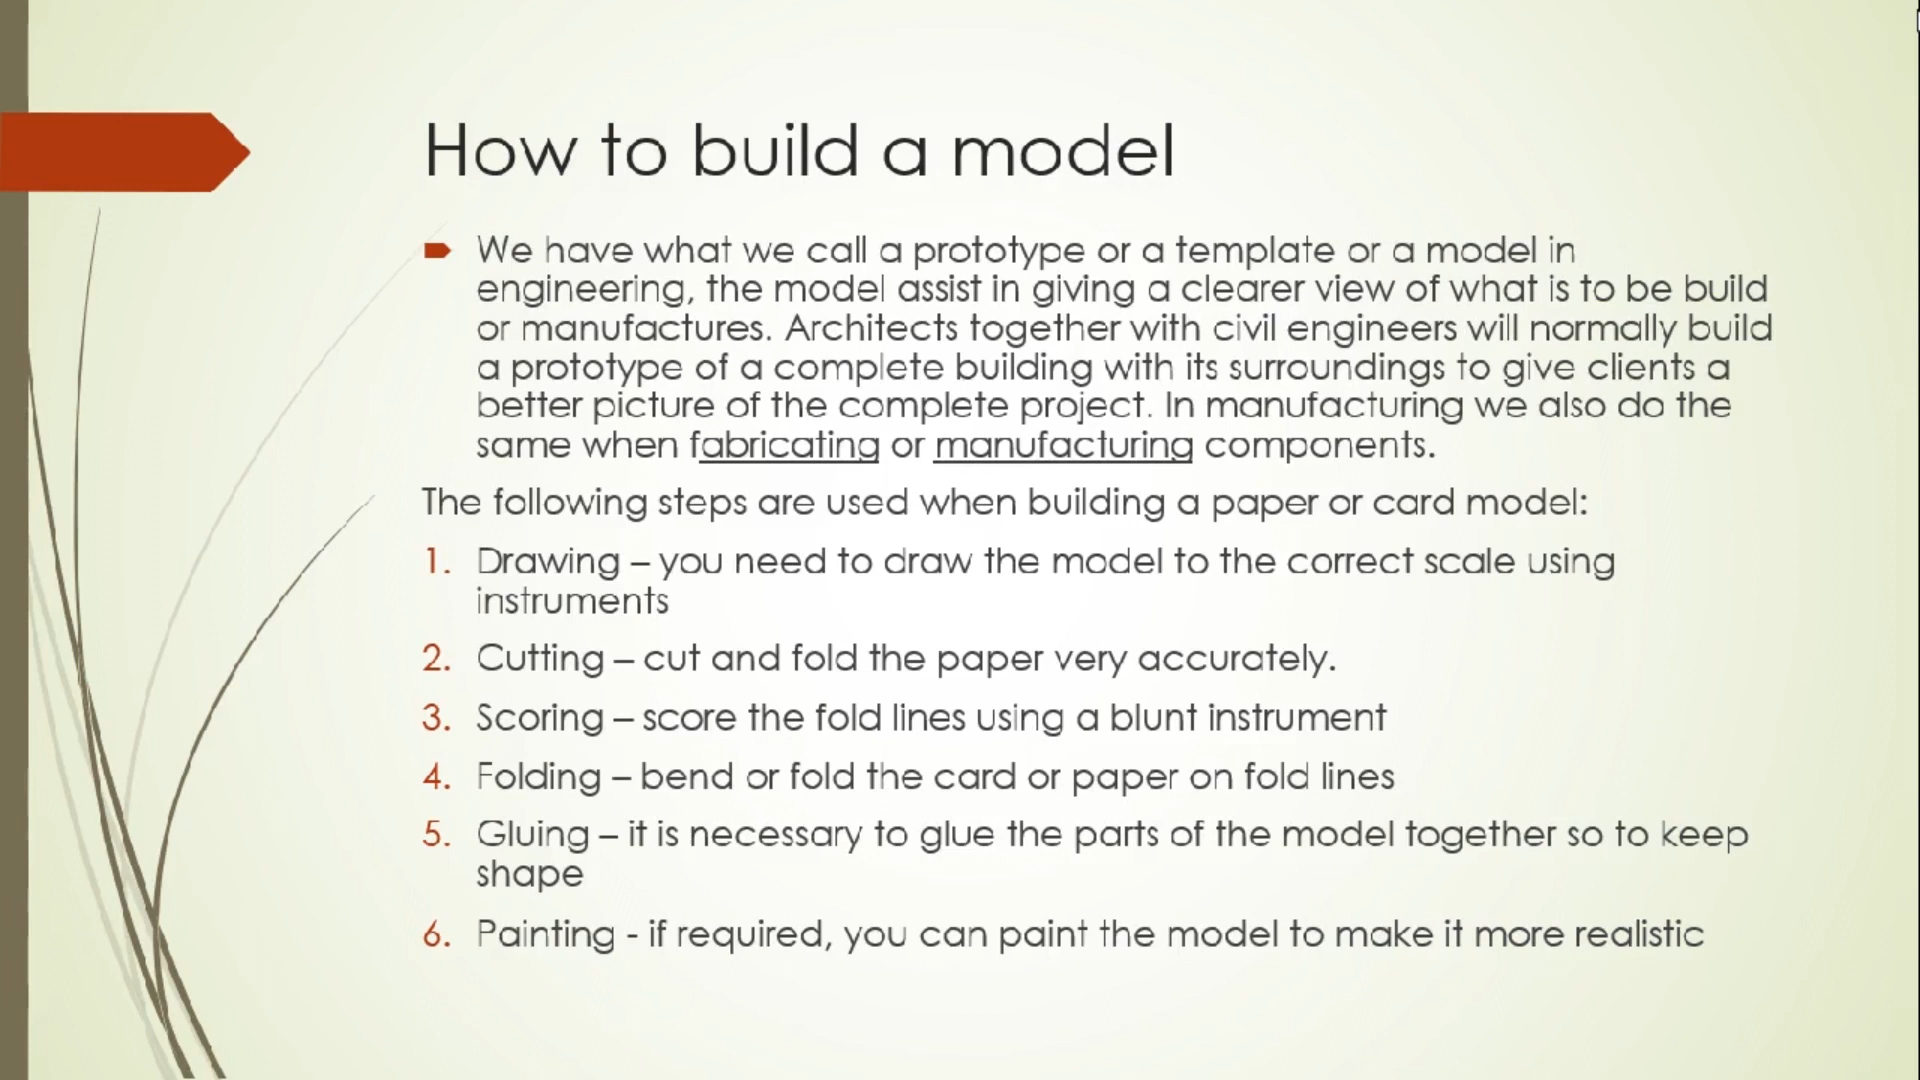 How to build a model
We have what we call a prototype or a template or a model in
engineering, the model assist in giving a clearer view of what is to be build
or manufactures. Architects together with civil engineers will normally build
a prototype of a complete building with its surroundings to give clients a
better picture of the complete project. In manufacturing we also do the
same when fabricating or manufacturing components.
The following steps are used when building a paper or card model:
1. Drawing – you need to draw the model to the correct scale using
instruments
2. Cutting – cut and fold the paper very accurately.
3. Scoring – score the fold lines using a blunt instrument
4. Folding – bend or fold the card or paper on fold lines
5. Gluing – it is necessary to glue the parts of the model together so to keep
shape
6. Painting - if required, you can paint the model to make it more realistic